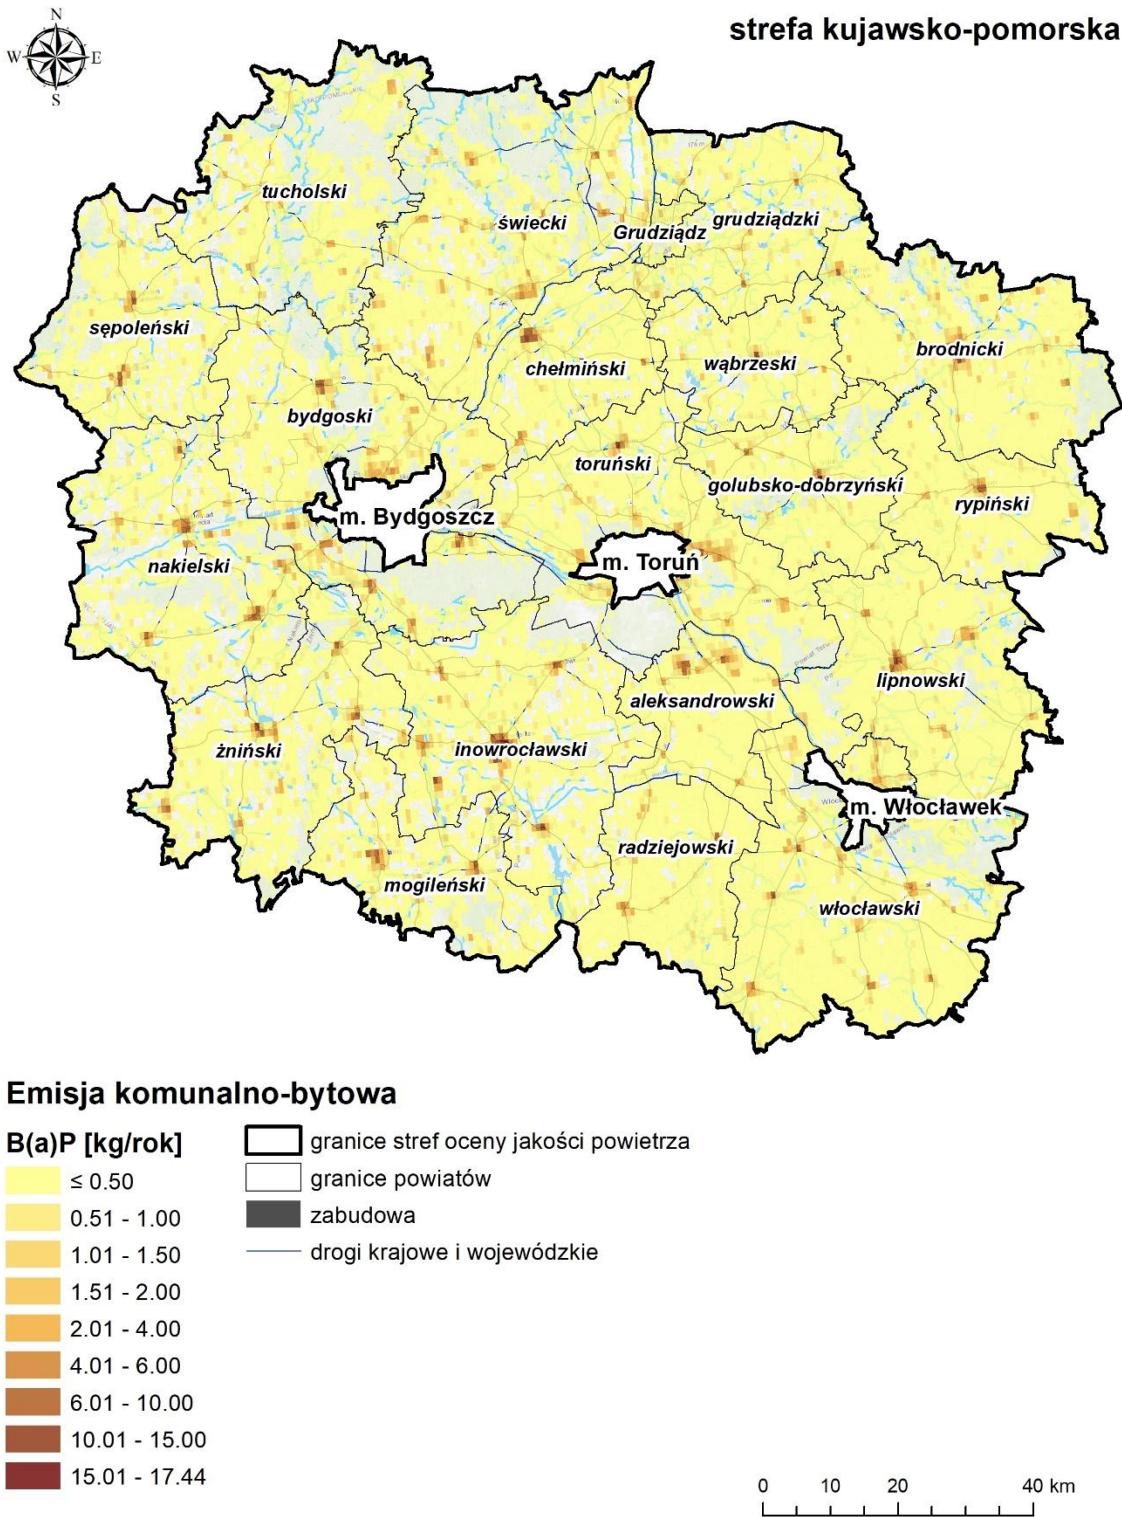 strefa kujawsko-pomorska
N
W
E
S
tucholski
świecki
Grudziądz
grudziądzki
sępoleński
brodnicki
chełmiński
wąbrzeski
bydgoski
toruński
golubsko-dobrzyński
rypiński
m. Bydgoszcz
m. Toruń
nakielski
lipnowski
aleksandrowski
żniński
inowrocławski
m. Włocławek
radziejowski
mogileński
włocławski
Emisja komunalno-bytowa
B(a)P [kg/rok]
≤ 0.50
0.51 - 1.00
1.01 - 1.50
1.51 - 2.00
2.01 - 4.00
4.01 - 6.00
6.01 - 10.00
10.01 - 15.00
15.01 - 17.44
granice stref oceny jakości powietrza
granice powiatów
zabudowa
drogi krajowe i wojewódzkie
0 10 20 40 km